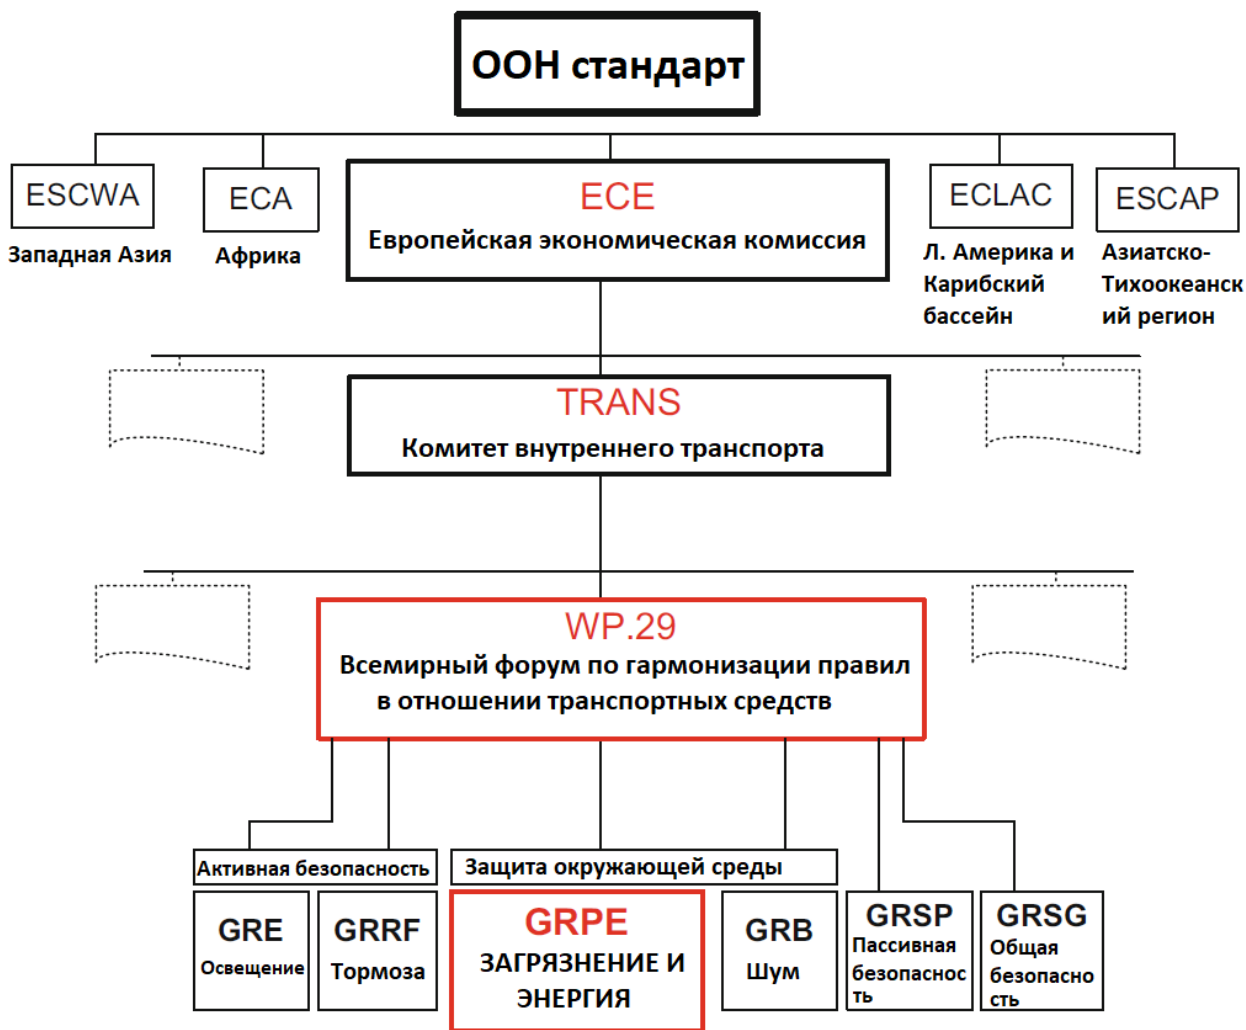 ООН стандарт
ESCWA
Западная Азия
ECA
Африка
ECE
Европейская экономическая комиссия
ECLAC
Л. Америка и
Карибский
бассейн
ESCAP
Азиатско-
Тихоокеанск
ий регион
TRANS
Комитет внутреннего транспорта
WP.29
Всемирный форум по гармонизации правил
в отношении транспортных средств
Активная безопасность
Защита окружающей среды
GRE
Освещение
GRRF
Тормоза
GRPE
ЗАГРЯЗНЕНИЕ И
ЭНЕРГИЯ
GRB
Шум
GRSP
Пассивная
безопаснос
ть
GRSG
Общая
безопасно
сть